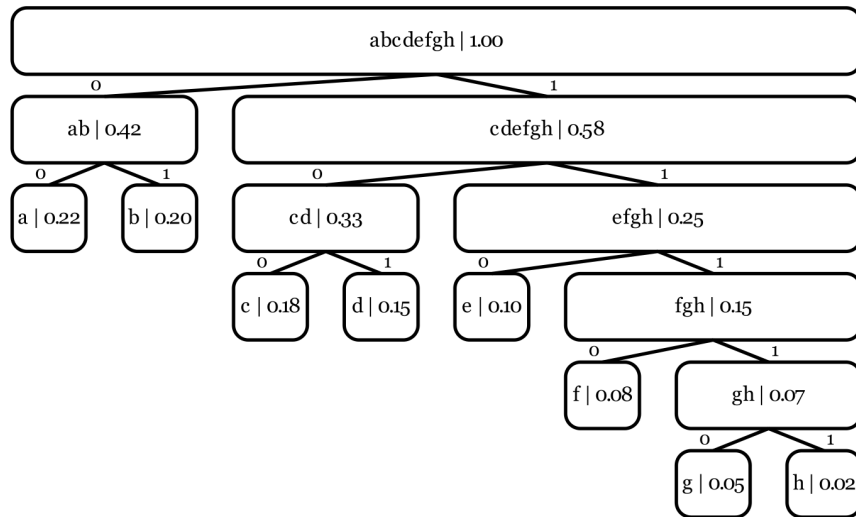 abcdefgh | 1.00
0 1
ab | 0.42 cdefgh | 0.58
0 1 0 1
a | 0.22 b | 0.20 cd | 0.33 efgh | 0.25
0 1 0 1
c | 0.18 d | 0.15 e | 0.10 fgh | 0.15
0 1
f | 0.08 gh | 0.07
0 1
g | 0.05 h | 0.02